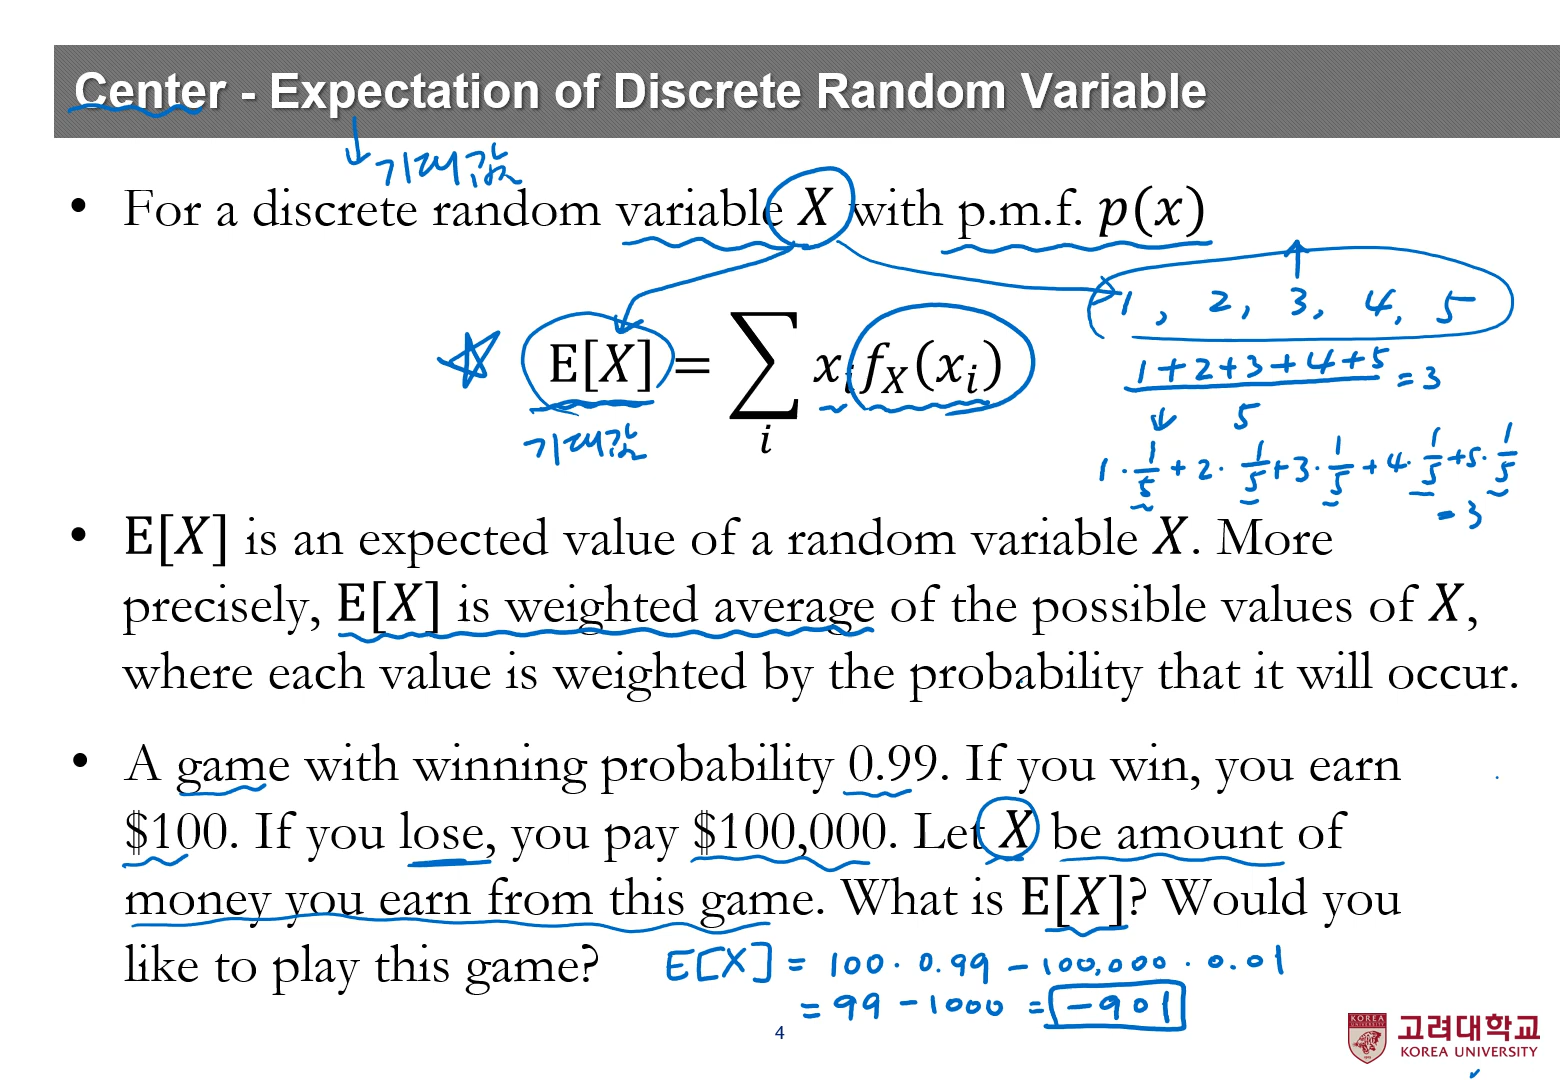 Center - Expectation of Discrete Random Variable
기대값
• For a discrete random variable X with p.m.f. p(x)
1, 2, 3, 4, 5
E[X] = ∑ᵢ xᵢ f_X(xᵢ)
1+2+3+4+5 = 3
5
기대값
1·1/5 + 2·1/5 + 3·1/5 + 4·1/5 + 5·1/5
= 3
• E[X] is an expected value of a random variable X. More
precisely, E[X] is weighted average of the possible values of X,
where each value is weighted by the probability that it will occur.
• A game with winning probability 0.99. If you win, you earn
$100. If you lose, you pay $100,000. Let X be amount of
money you earn from this game. What is E[X]? Would you
like to play this game?
E[X] = 100 · 0.99 - 100,000 · 0.01
= 99 - 1000 = -901
4
KOREA
고려대학교
KOREA UNIVERSITY